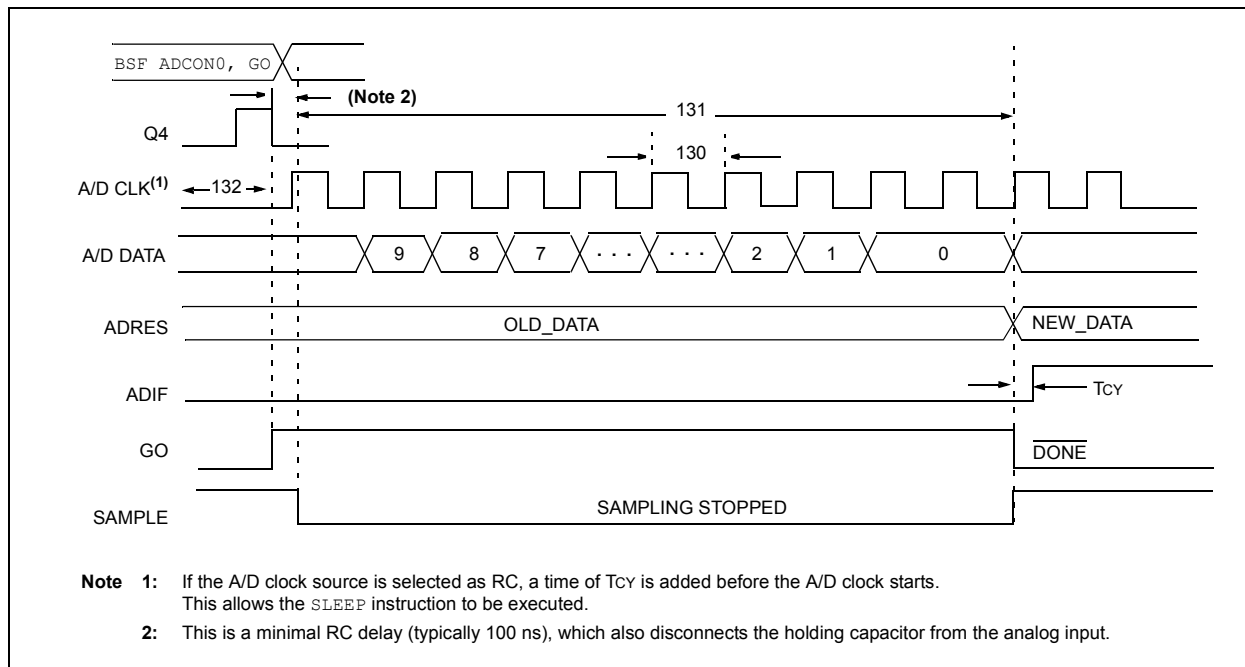 BSF ADCON0, GO
(Note 2)
131
Q4
130
A/D CLK(1)
132
A/D DATA
9 8 7 · · · · · · 2 1 0
ADRES
OLD_DATA
NEW_DATA
ADIF
TCY
GO
DONE
SAMPLE
SAMPLING STOPPED
Note 1: If the A/D clock source is selected as RC, a time of TCY is added before the A/D clock starts.
This allows the SLEEP instruction to be executed.
2: This is a minimal RC delay (typically 100 ns), which also disconnects the holding capacitor from the analog input.